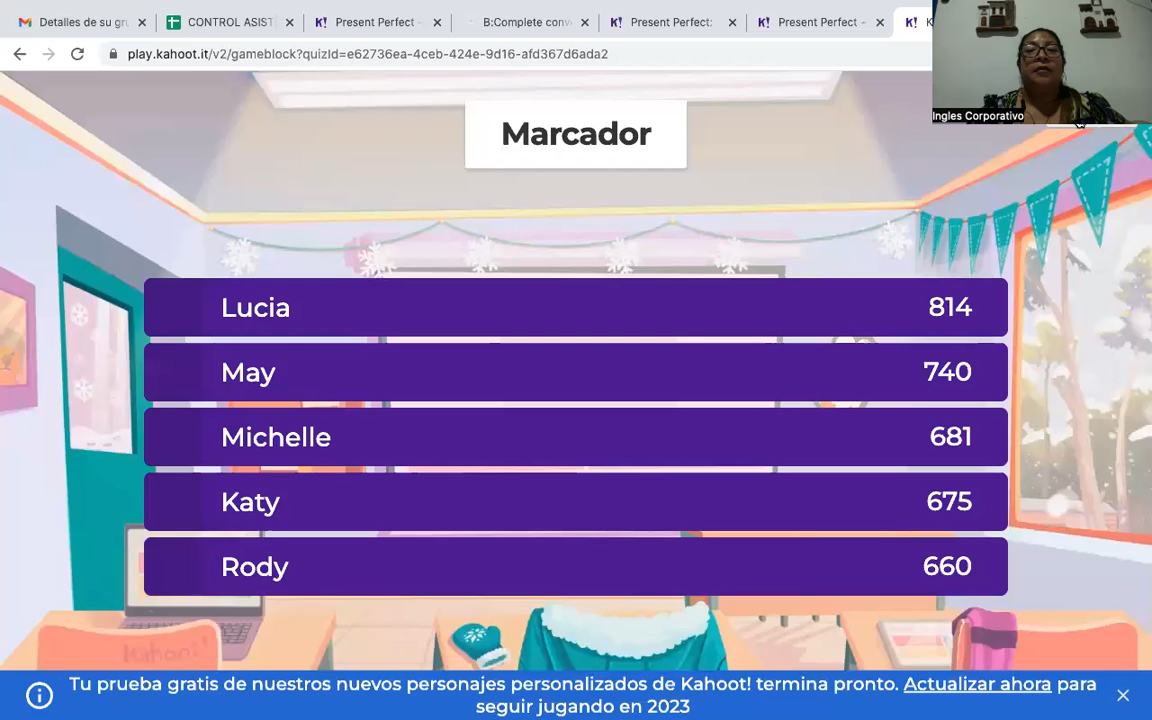 Detalles de su gru
CONTROL ASIST
K! Present Perfect -
B:Complete conv
K! Present Perfect:
K! Present Perfect -
K!
play.kahoot.it/v2/gameblock?quizId=e62736ea-4ceb-424e-9d16-afd367d6ada2
Ingles Corporativo
Marcador
Lucia 814
May 740
Michelle 681
Katy 675
Rody 660
Tu prueba gratis de nuestros nuevos personajes personalizados de Kahoot! termina pronto. Actualizar ahora para
seguir jugando en 2023